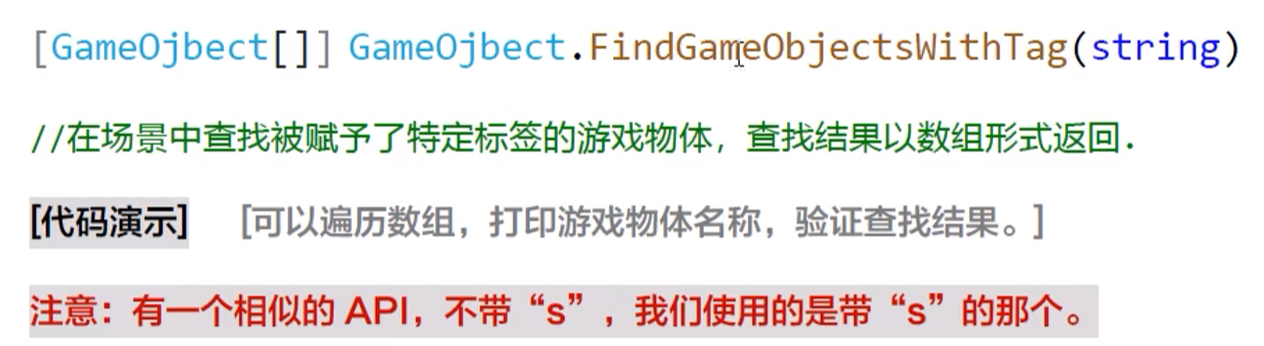 [GameOjbect[]] GameOjbect.FindGameObjectsWithTag(string)
//在场景中查找被赋予了特定标签的游戏物体，查找结果以数组形式返回.
[代码演示] [可以遍历数组，打印游戏物体名称，验证查找结果。]
注意：有一个相似的 API，不带“s”，我们使用的是带“s”的那个。